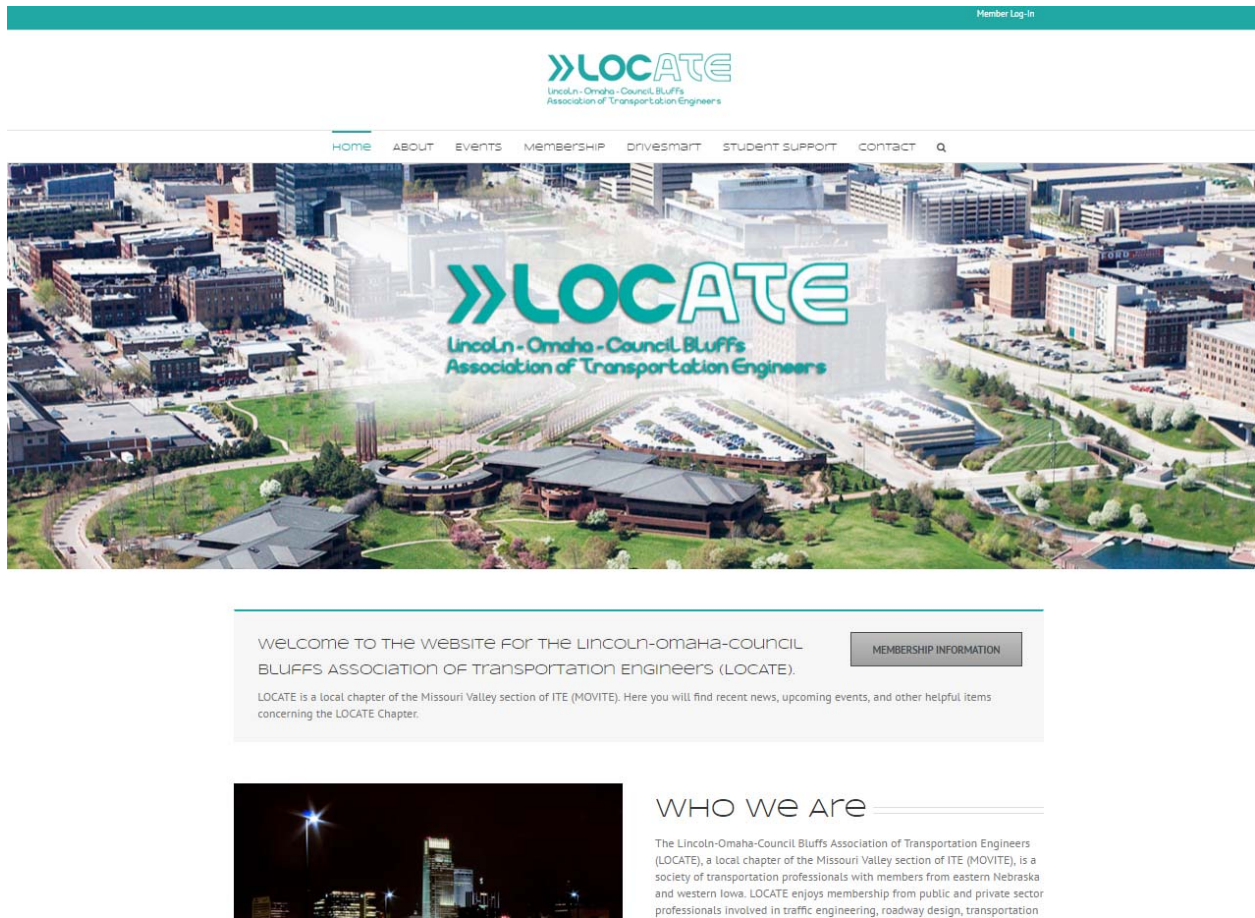 Member Log-In
LOCATE
Lincoln - Omaha - Council Bluffs
Association of Transportation Engineers
Home
About
Events
Membership
DriveSmart
Student Support
Contact
LOCATE
Lincoln - Omaha - Council Bluffs
Association of Transportation Engineers
FORD
Welcome to the website for the Lincoln-Omaha-Council
Bluffs Association of Transportation Engineers (LOCATE).
MEMBERSHIP INFORMATION
LOCATE is a local chapter of the Missouri Valley section of ITE (MOVITE). Here you will find recent news, upcoming events, and other helpful items
concerning the LOCATE Chapter.
Who We Are
The Lincoln-Omaha-Council Bluffs Association of Transportation Engineers
(LOCATE), a local chapter of the Missouri Valley section of ITE (MOVITE), is a
society of transportation professionals with members from eastern Nebraska
and western Iowa. LOCATE enjoys membership from public and private sector
professionals involved in traffic engineering, roadway design, transportation